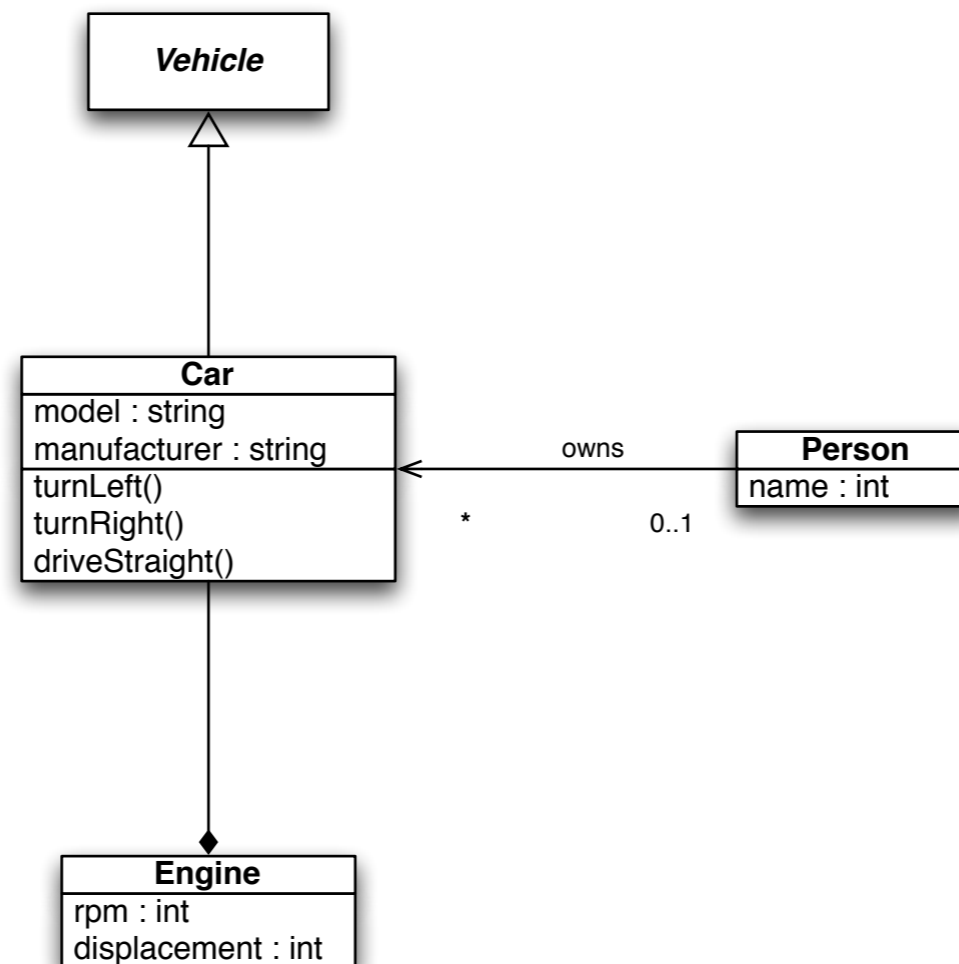 Vehicle
Car
model : string
manufacturer : string
turnLeft()
turnRight()
driveStraight()
owns
*
0..1
Person
name : int
Engine
rpm : int
displacement : int